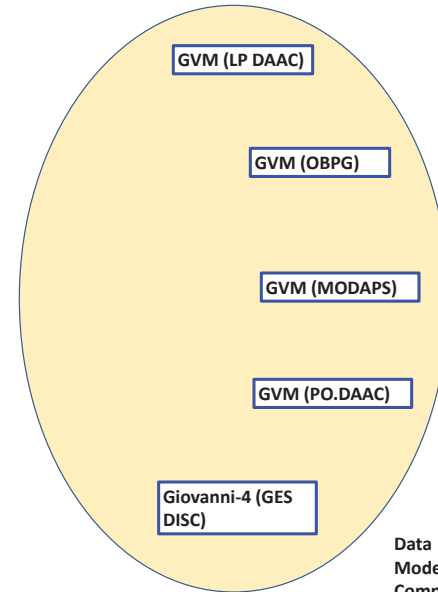 GVM (LP DAAC)
GVM (OBPG)
GVM (MODAPS)
GVM (PO.DAAC)
Giovanni-4 (GES
DISC)
Data